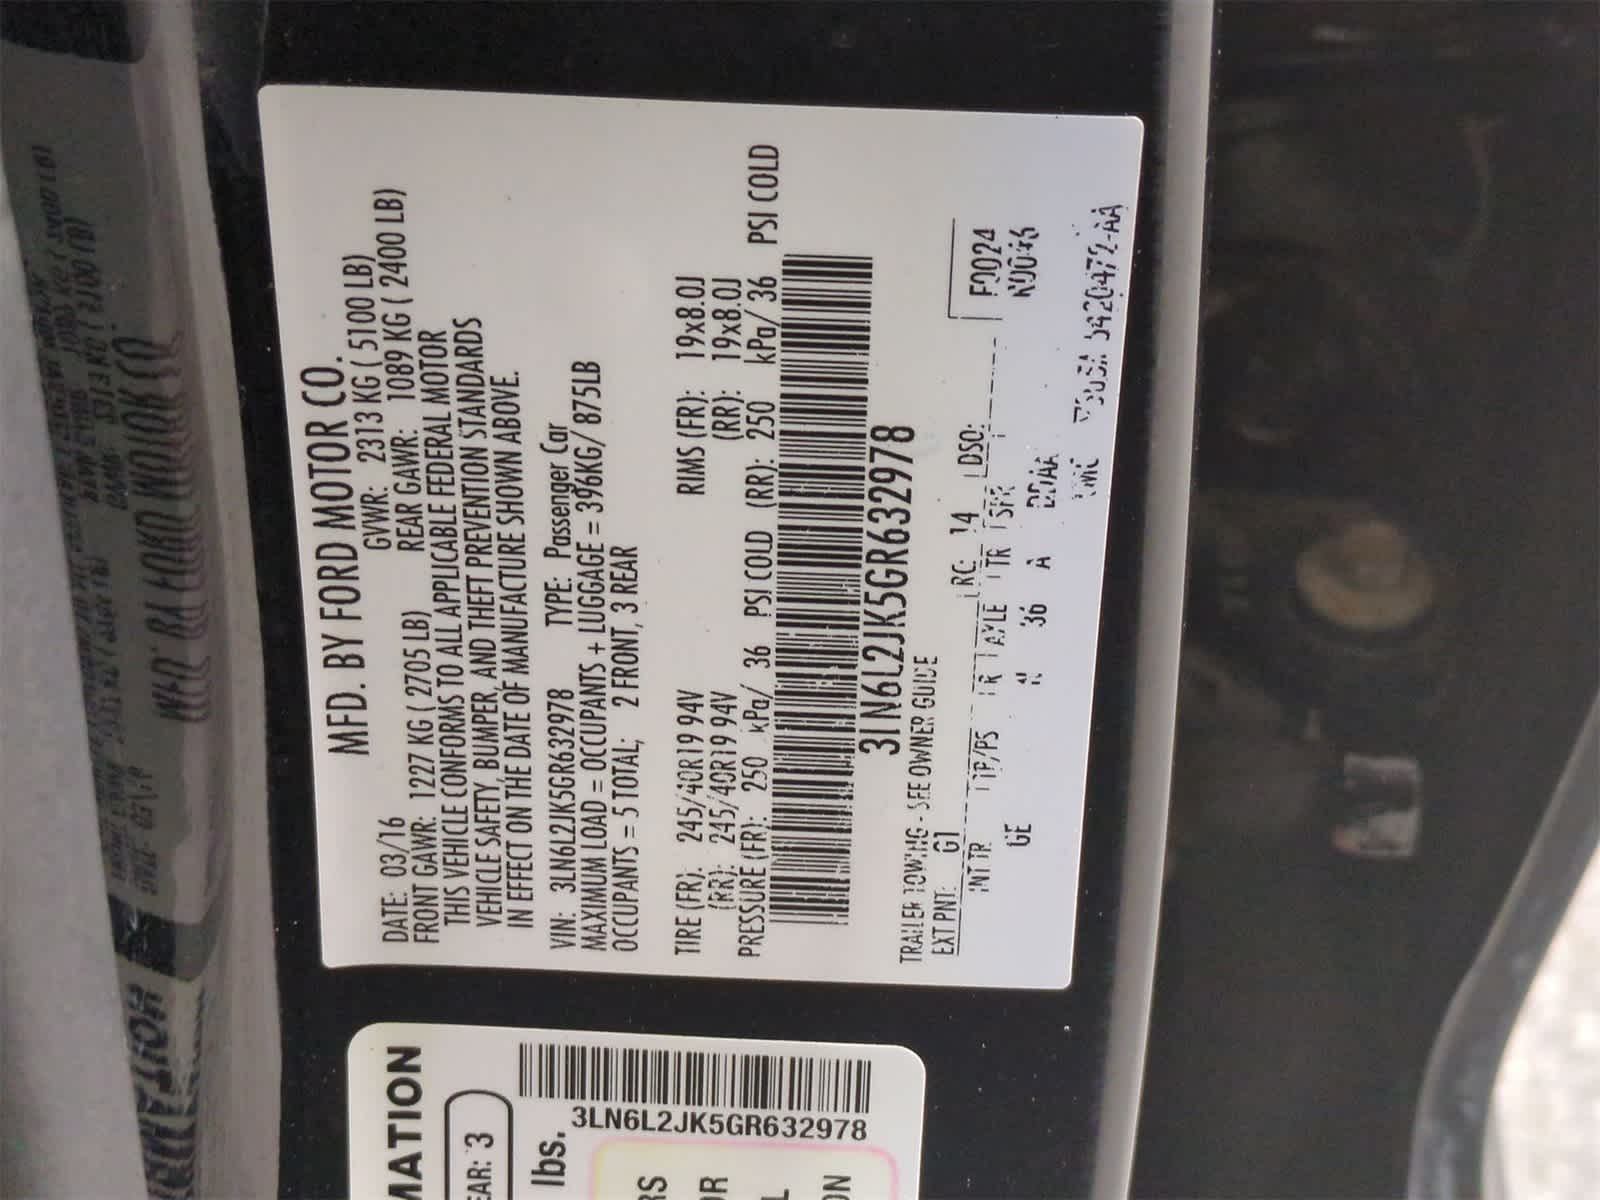 MFD. BY FORD MOTOR CO.
DATE: 03/16 GVWR: 2313 KG ( 5100 LB)
FRONT GAWR: 1227 KG ( 2705 LB) REAR GAWR: 1089 KG ( 2400 LB)
THIS VEHICLE CONFORMS TO ALL APPLICABLE FEDERAL MOTOR
VEHICLE SAFETY, BUMPER, AND THEFT PREVENTION STANDARDS
IN EFFECT ON THE DATE OF MANUFACTURE SHOWN ABOVE.
VIN: 3LN6L2JK5GR632978 TYPE: Passenger Car
MAXIMUM LOAD = OCCUPANTS + LUGGAGE = 396KG/ 875LB
OCCUPANTS = 5 TOTAL; 2 FRONT, 3 REAR
TIRE (FR): 245/40R19 94V RIMS (FR): 19x8.0J
(RR): 245/40R19 94V (RR): 19x8.0J
PRESSURE (FR): 250 kPa/ 36 PSI COLD (RR): 250 kPa/ 36 PSI COLD
3LN6L2JK5GR632978
TRAILER TOWING - SEE OWNER GUIDE
EXT PNT: G1 RC: 14 DSO: F0024
INT TR TP/PS R AXLE TR SPR
GE 36 A
MATION
EAR: 3
lbs.
3LN6L2JK5GR632978